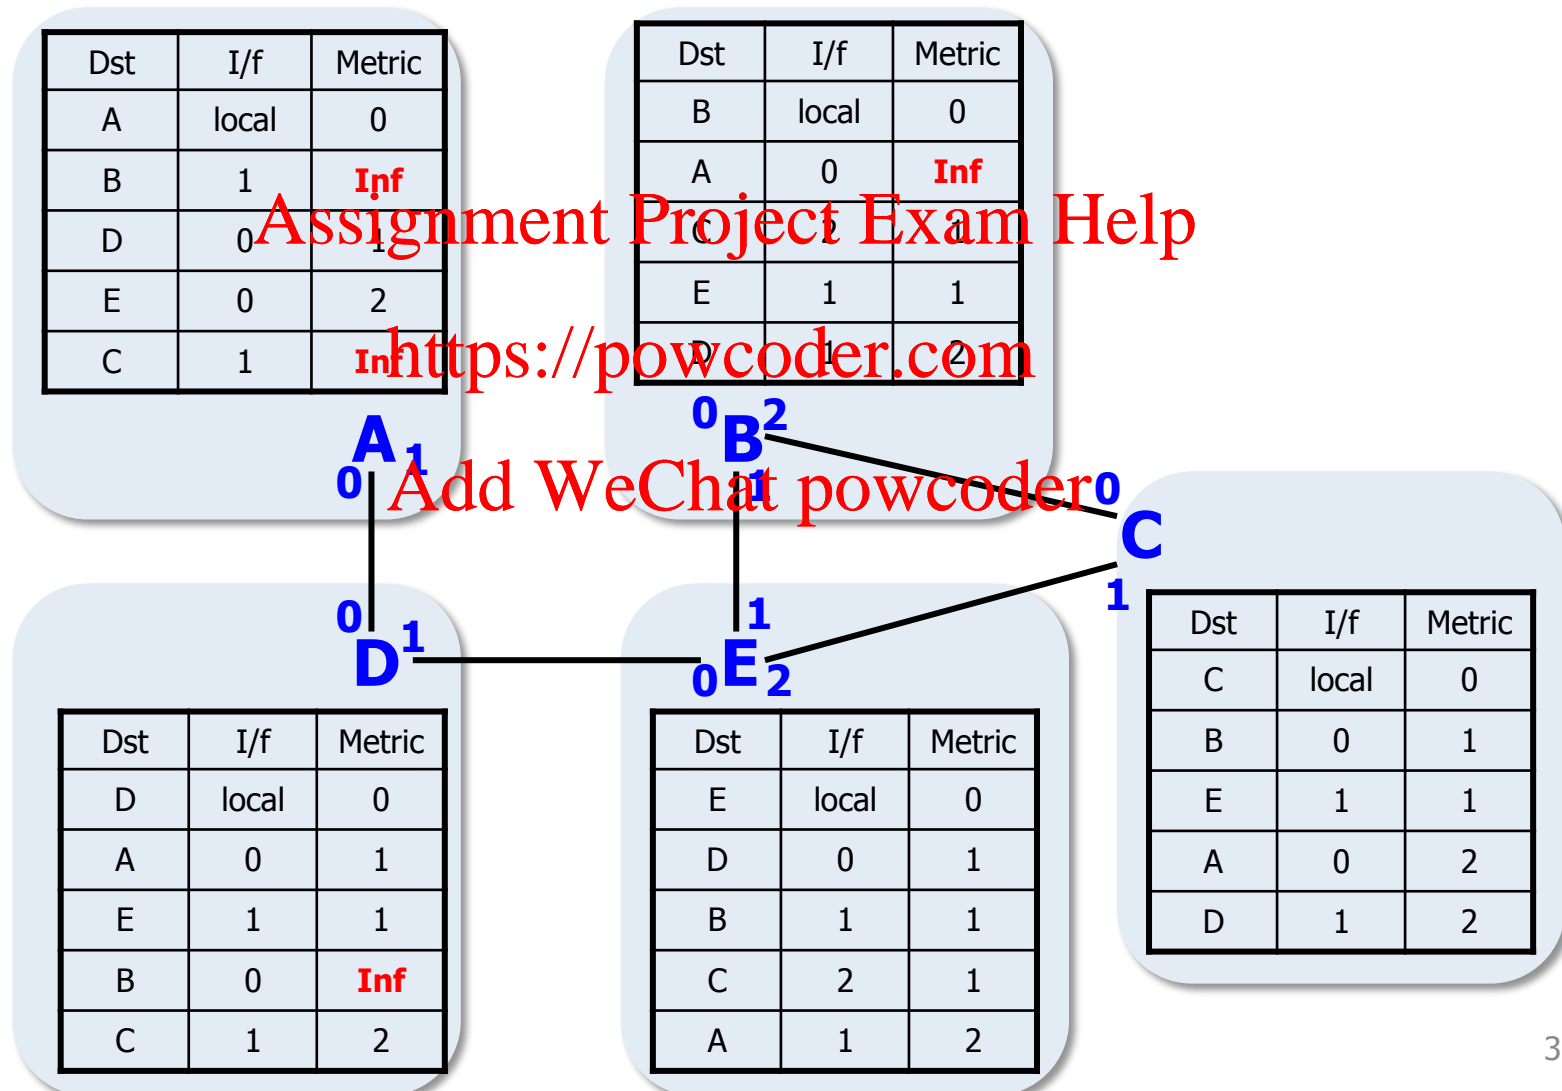 Dst I/f Metric
A local 0
B 1 Inf
D 0 1
E 0 2
C 1 Inf
Dst I/f Metric
B local 0
A 0 Inf
C 2 1
E 1 1
D 1 2
Assignment Project Exam Help
https://powcoder.com
Add WeChat powcoder
0 A 1
0 B 2
1
0
C
1
0
D 1
1
0 E 2
Dst I/f Metric
C local 0
B 0 1
E 1 1
A 0 2
D 1 2
Dst I/f Metric
D local 0
A 0 1
E 1 1
B 0 Inf
C 1 2
Dst I/f Metric
E local 0
D 0 1
B 1 1
C 2 1
A 1 2
3